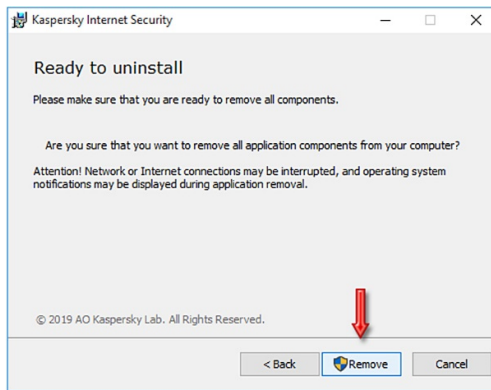 Kaspersky Internet Security
Ready to uninstall
Please make sure that you are ready to remove all components.
Are you sure that you want to remove all application components from your computer?
Attention! Network or Internet connections may be interrupted, and operating system
notifications may be displayed during application removal.
© 2019 AO Kaspersky Lab. All Rights Reserved.
< Back Remove Cancel